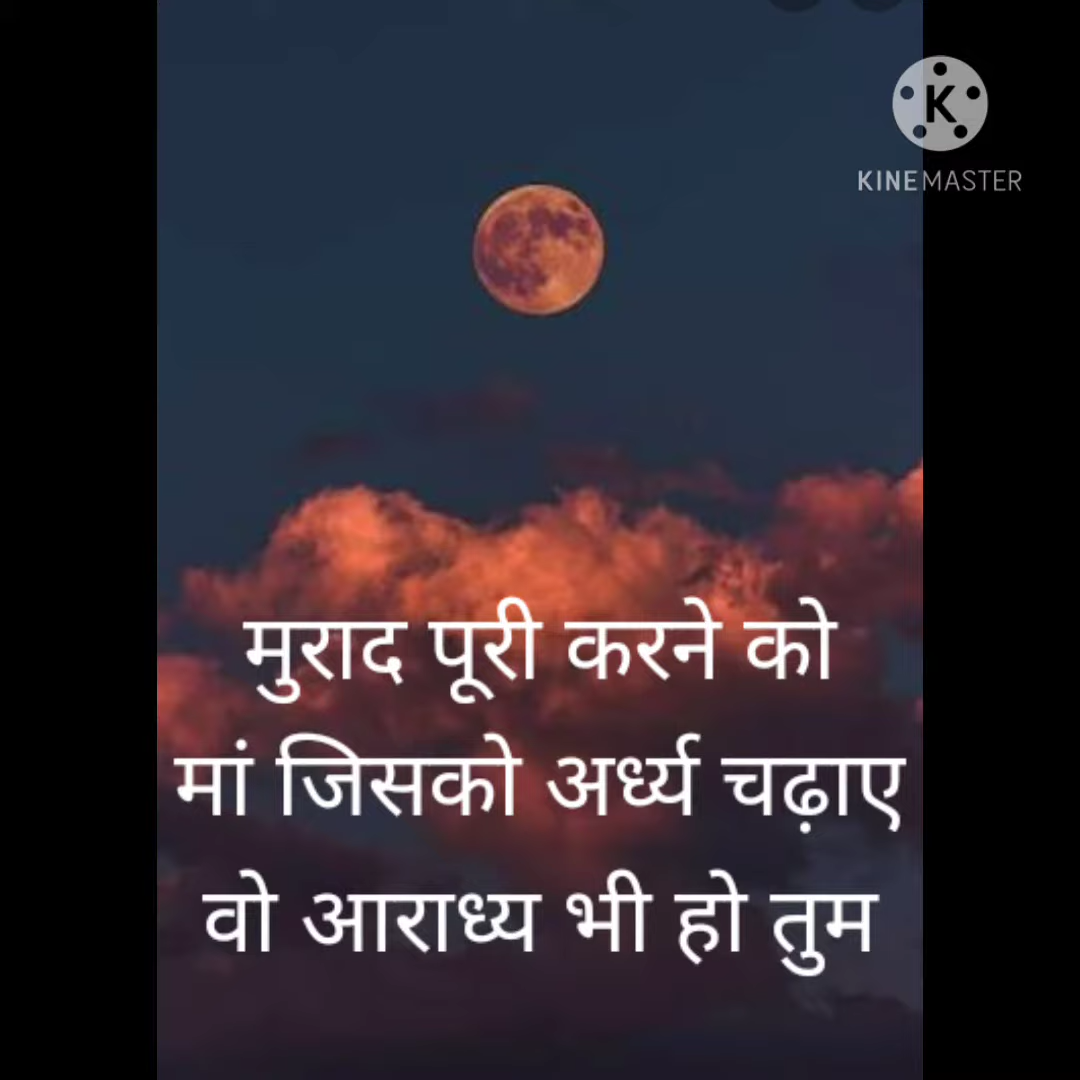 K
KINEMASTER
मुराद पूरी करने को
मां जिसको अर्ध्य चढ़ाए
वो आराध्य भी हो तुम